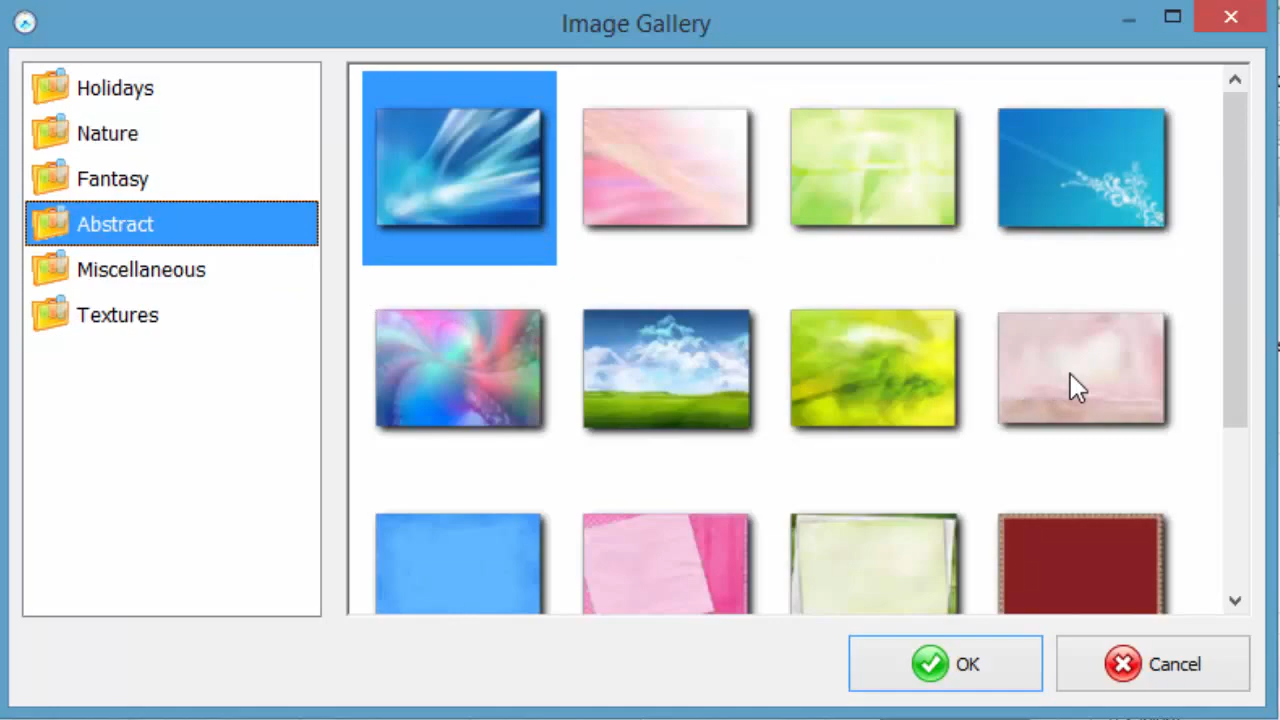 Image Gallery
Holidays
Nature
Fantasy
Abstract
Miscellaneous
Textures
OK
Cancel